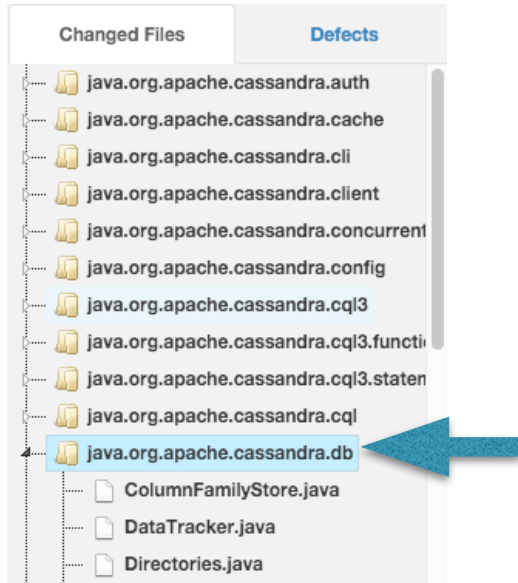 Changed Files
Defects
java.org.apache.cassandra.auth
java.org.apache.cassandra.cache
java.org.apache.cassandra.cli
java.org.apache.cassandra.client
java.org.apache.cassandra.concurrent
java.org.apache.cassandra.config
java.org.apache.cassandra.cql3
java.org.apache.cassandra.cql3.functi
java.org.apache.cassandra.cql3.staten
java.org.apache.cassandra.cql
java.org.apache.cassandra.db
ColumnFamilyStore.java
DataTracker.java
Directories.java